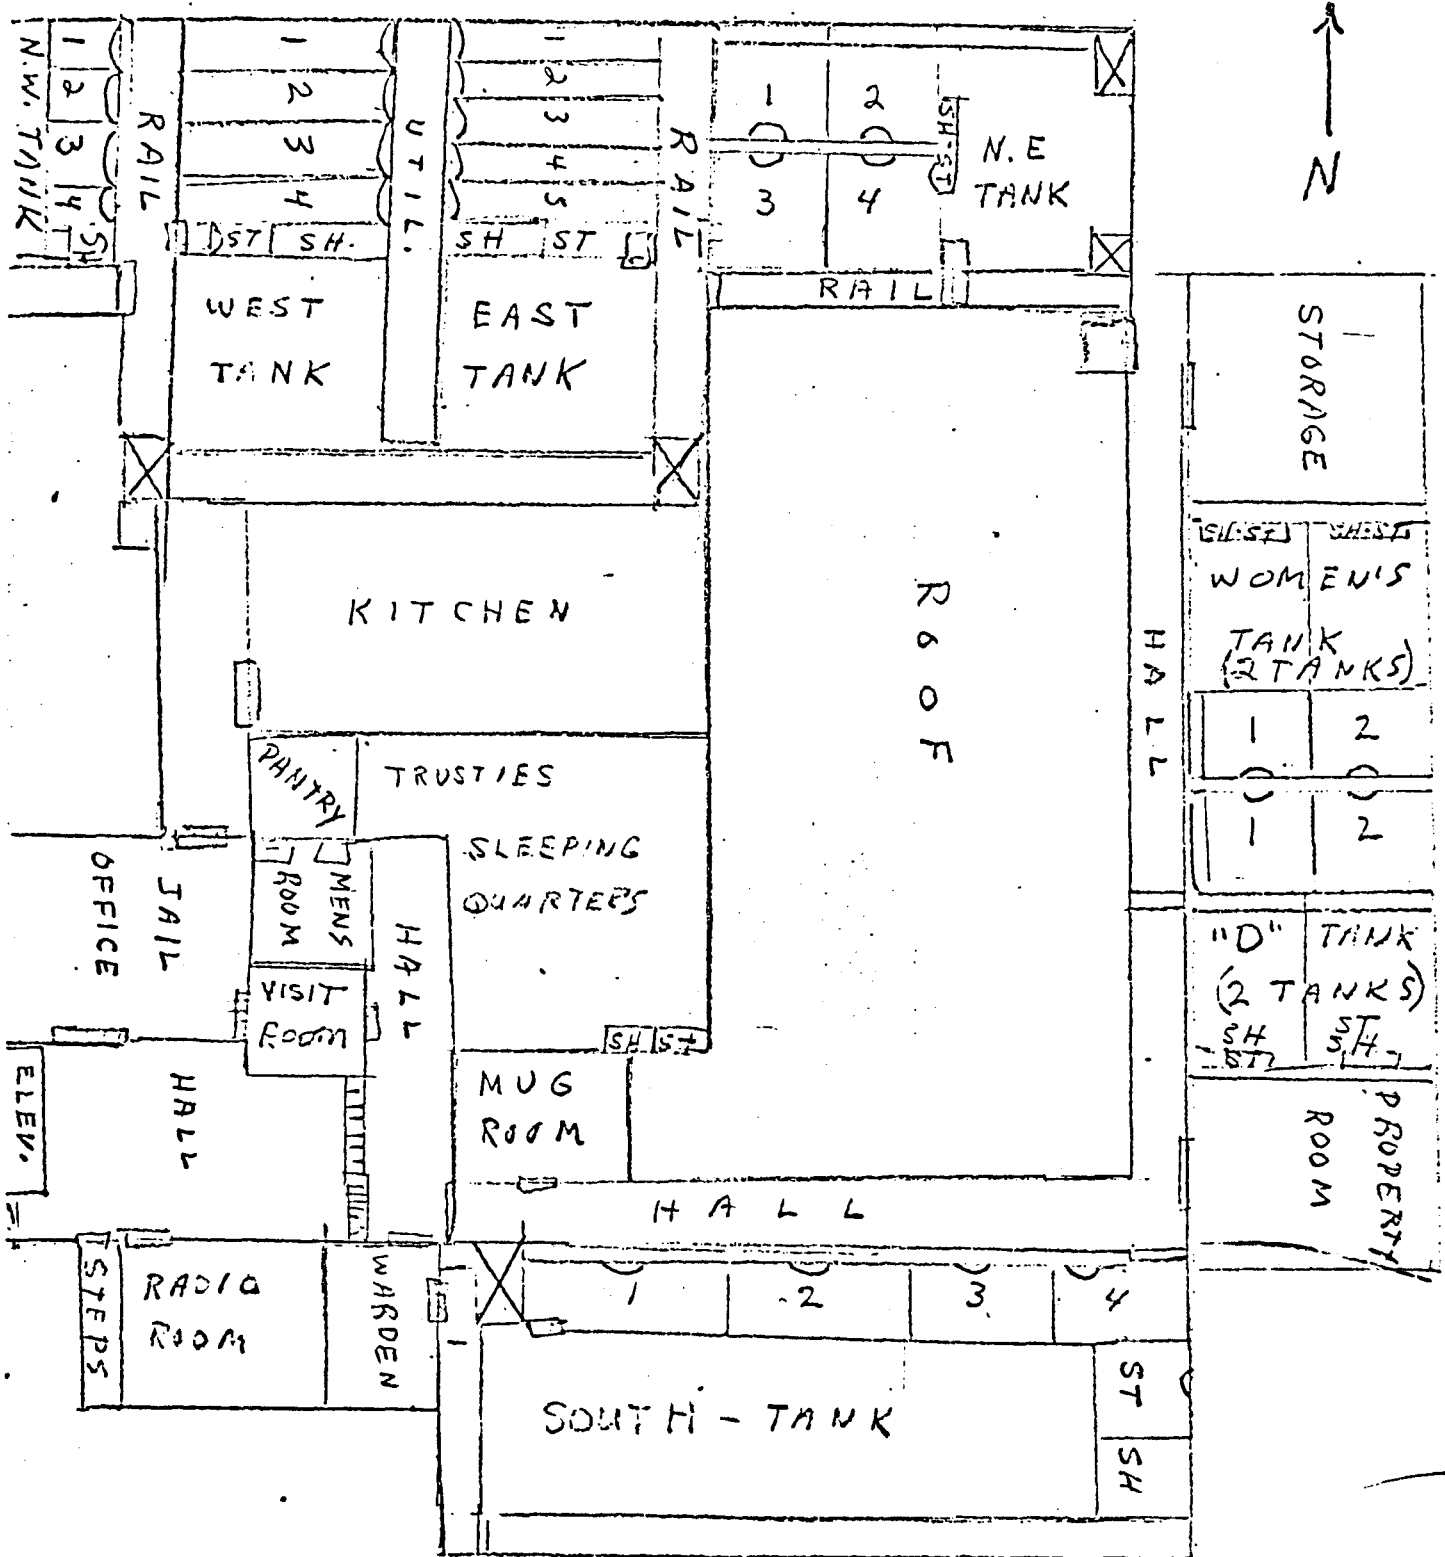 N
N.W. TANK
1
2
3
4
T
SH
RAIL
1
2
3
4
ST
SH.
WEST
TANK
UTIL.
1
2
3
4
5
SH
ST
EAST
TANK
RAIL
1
2
3
4
SH-ST
N.E
TANK
RAIL
STORAGE
SH-ST
WOMEN'S
TANK
(2 TANKS)
1
2
1
2
HALL
ROOF
KITCHEN
PANTRY
TRUSTIES
SLEEPING
QUARTERS
SH
ST
MENS
ROOM
HALL
JAIL
OFFICE
VISIT
ROOM
"D" TANK
(2 TANKS)
SH
ST
ST
SH
PROPERTY
ROOM
MUG
ROOM
HALL
ELEV.
HALL
STEPS
RADIO
ROOM
WARDEN
1
2
3
4
SOUTH - TANK
ST
SH